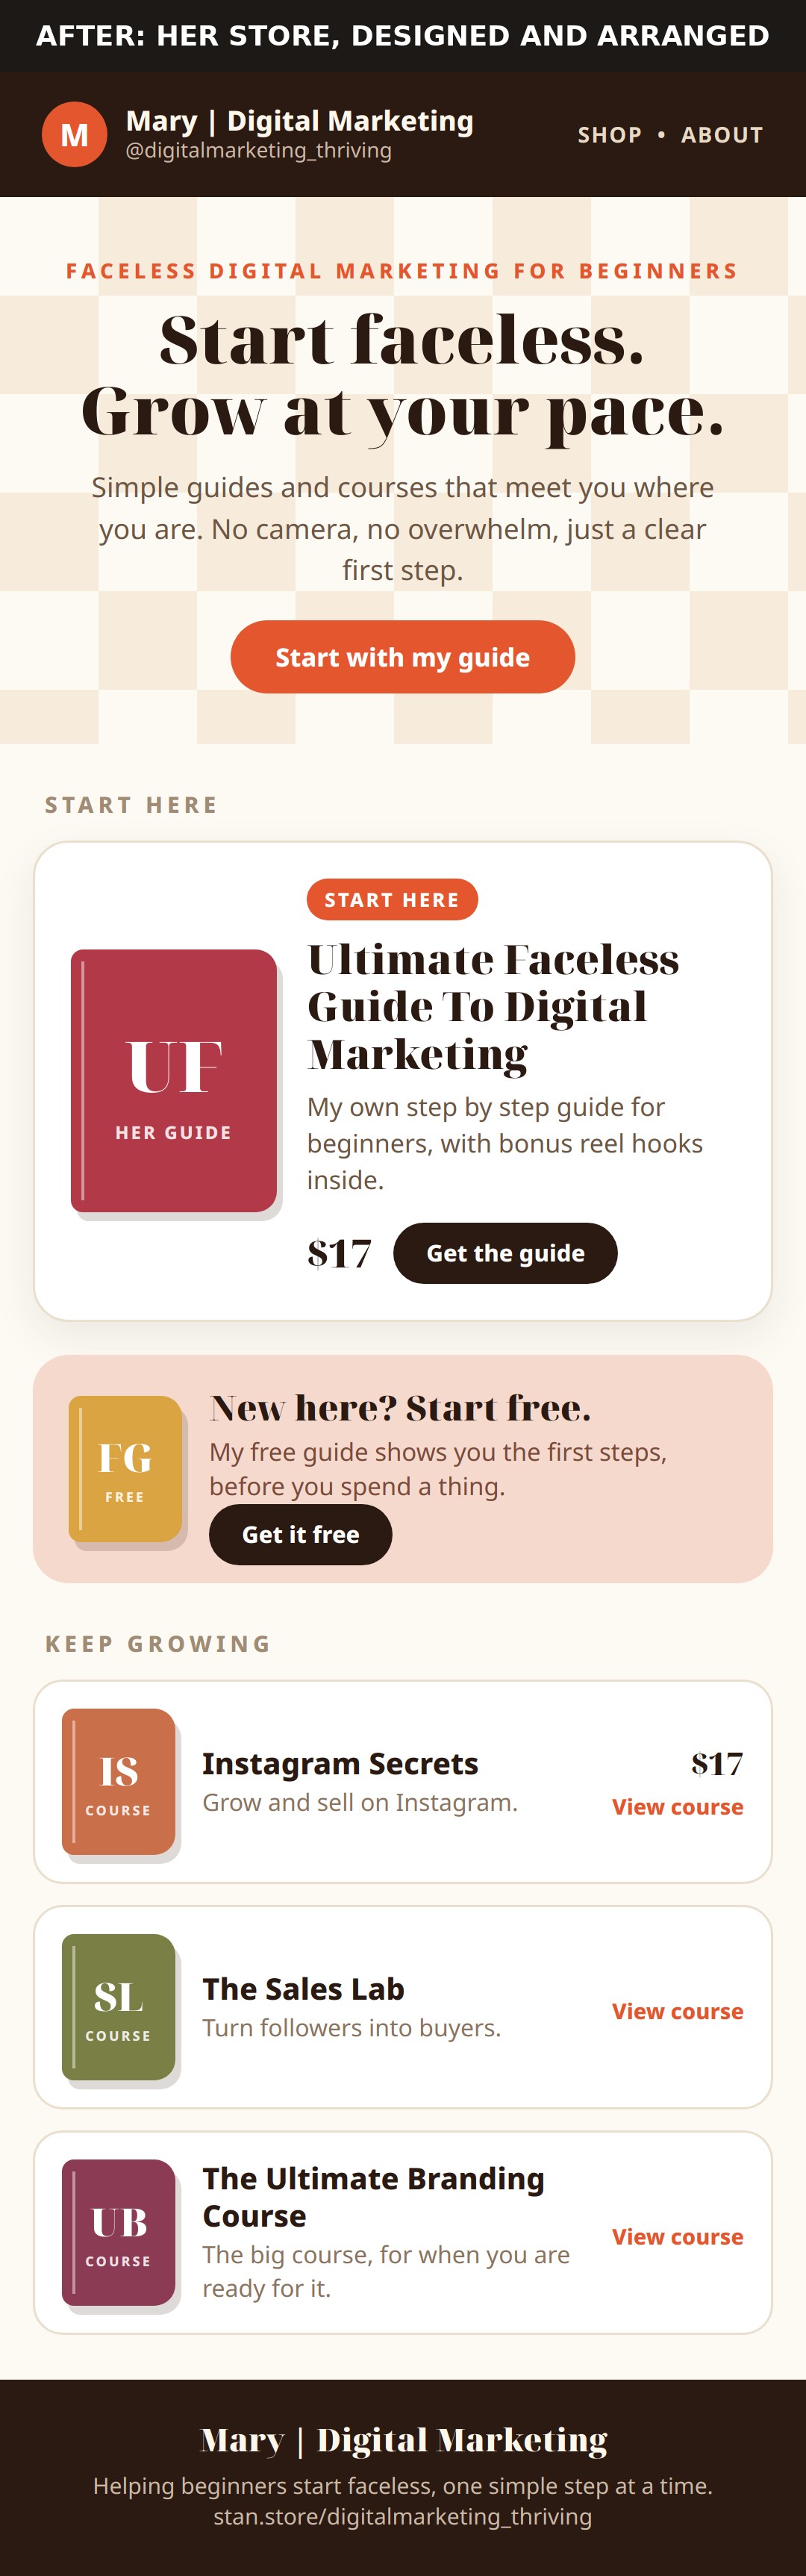 AFTER: HER STORE, DESIGNED AND ARRANGED
M
Mary | Digital Marketing
@digitalmarketing_thriving
SHOP • ABOUT
FACELESS DIGITAL MARKETING FOR BEGINNERS
Start faceless.
Grow at your pace.
Simple guides and courses that meet you where
you are. No camera, no overwhelm, just a clear
first step.
Start with my guide
START HERE
UF
HER GUIDE
START HERE
Ultimate Faceless
Guide To Digital
Marketing
My own step by step guide for
beginners, with bonus reel hooks
inside.
$17
Get the guide
FG
FREE
New here? Start free.
My free guide shows you the first steps,
before you spend a thing.
Get it free
KEEP GROWING
IS
COURSE
Instagram Secrets
Grow and sell on Instagram.
$17
View course
SL
COURSE
The Sales Lab
Turn followers into buyers.
View course
UB
COURSE
The Ultimate Branding
Course
The big course, for when you are
ready for it.
View course
Mary | Digital Marketing
Helping beginners start faceless, one simple step at a time.
stan.store/digitalmarketing_thriving